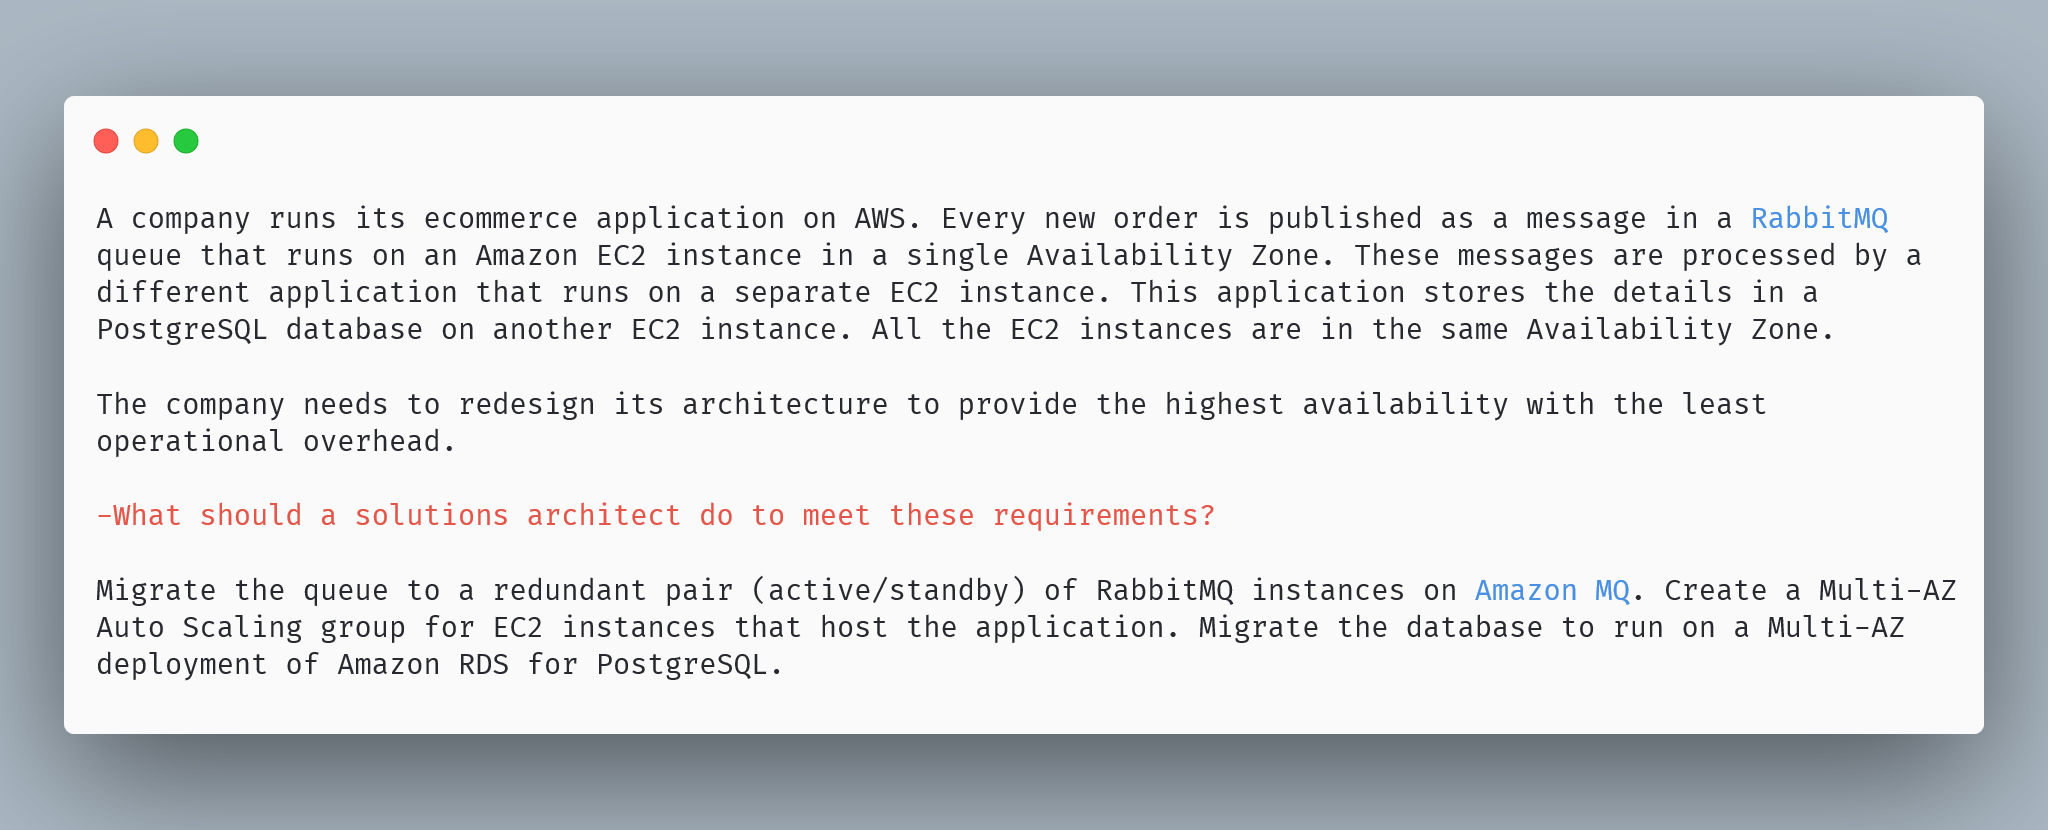 A company runs its ecommerce application on AWS. Every new order is published as a message in a RabbitMQ
queue that runs on an Amazon EC2 instance in a single Availability Zone. These messages are processed by a
different application that runs on a separate EC2 instance. This application stores the details in a
PostgreSQL database on another EC2 instance. All the EC2 instances are in the same Availability Zone.
The company needs to redesign its architecture to provide the highest availability with the least
operational overhead.
-What should a solutions architect do to meet these requirements?
Migrate the queue to a redundant pair (active/standby) of RabbitMQ instances on Amazon MQ. Create a Multi-AZ
Auto Scaling group for EC2 instances that host the application. Migrate the database to run on a Multi-AZ
deployment of Amazon RDS for PostgreSQL.